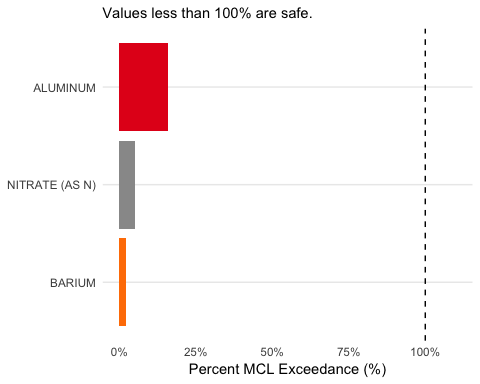 Values less than 100% are safe.
ALUMINUM
NITRATE (AS N)
BARIUM
0% 25% 50% 75% 100%
Percent MCL Exceedance (%)